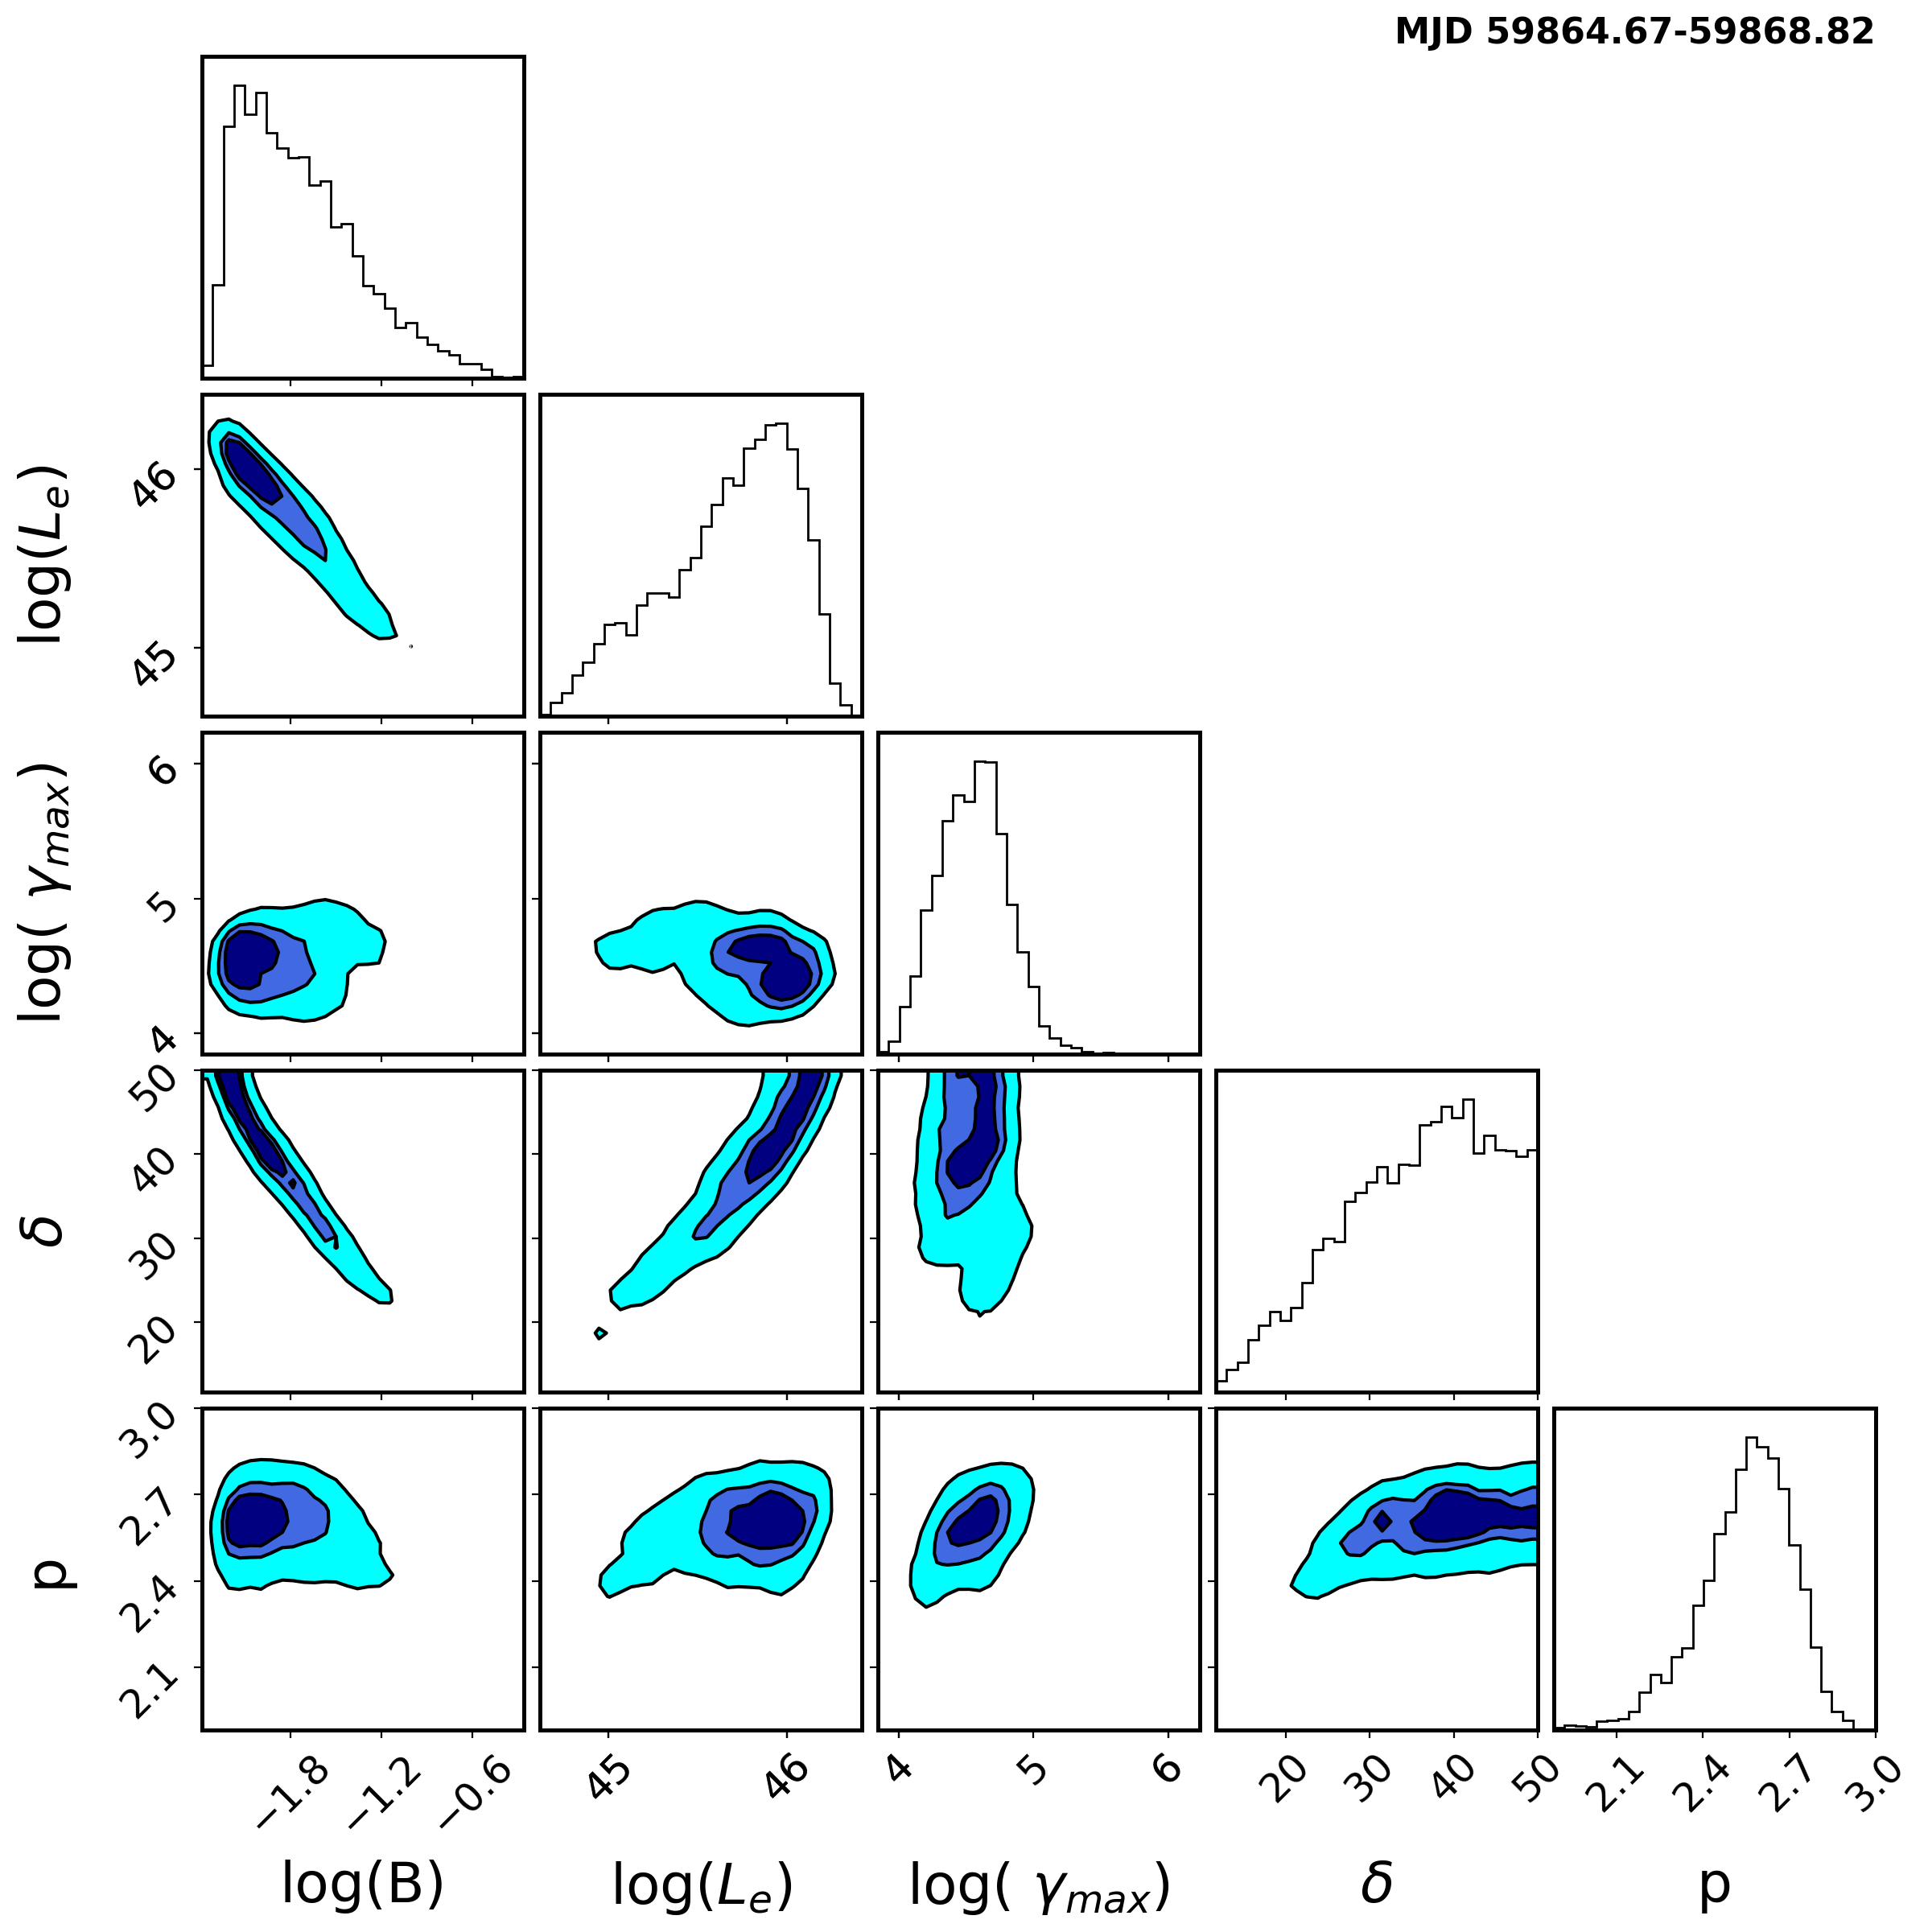 MJD 59864.67-59868.82
log(Lₑ)
46
45
log( γₘₐₓ)
6
5
4
δ
50
40
30
20
p
3.0
2.7
2.4
2.1
−1.8 −1.2 −0.6 45 46 4 5 6 20 30 40 50 2.1 2.4 2.7 3.0
log(B) log(Lₑ) log( γₘₐₓ) δ p